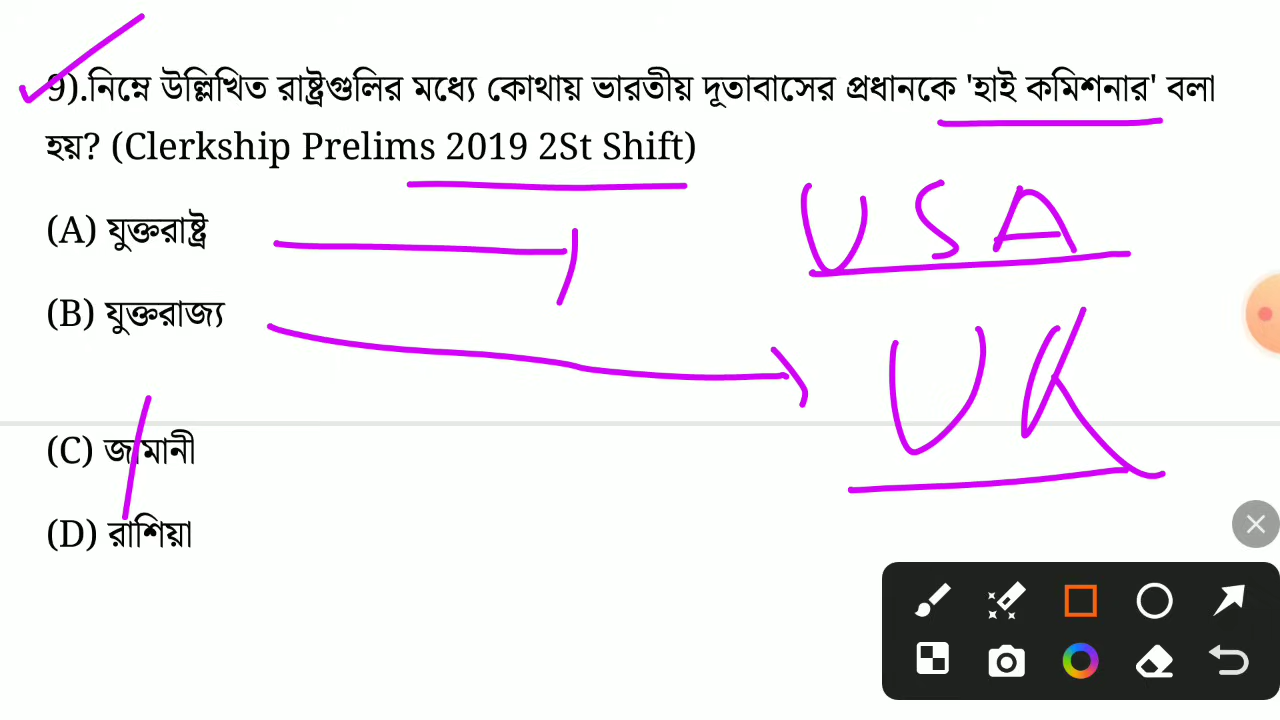 9).নিম্নে উল্লিখিত রাষ্ট্রগুলির মধ্যে কোথায় ভারতীয় দূতাবাসের প্রধানকে 'হাই কমিশনার' বলা
হয়? (Clerkship Prelims 2019 2St Shift)
(A) যুক্তরাষ্ট্র
USA
(B) যুক্তরাজ্য
UK
(C) জার্মানী
(D) রাশিয়া